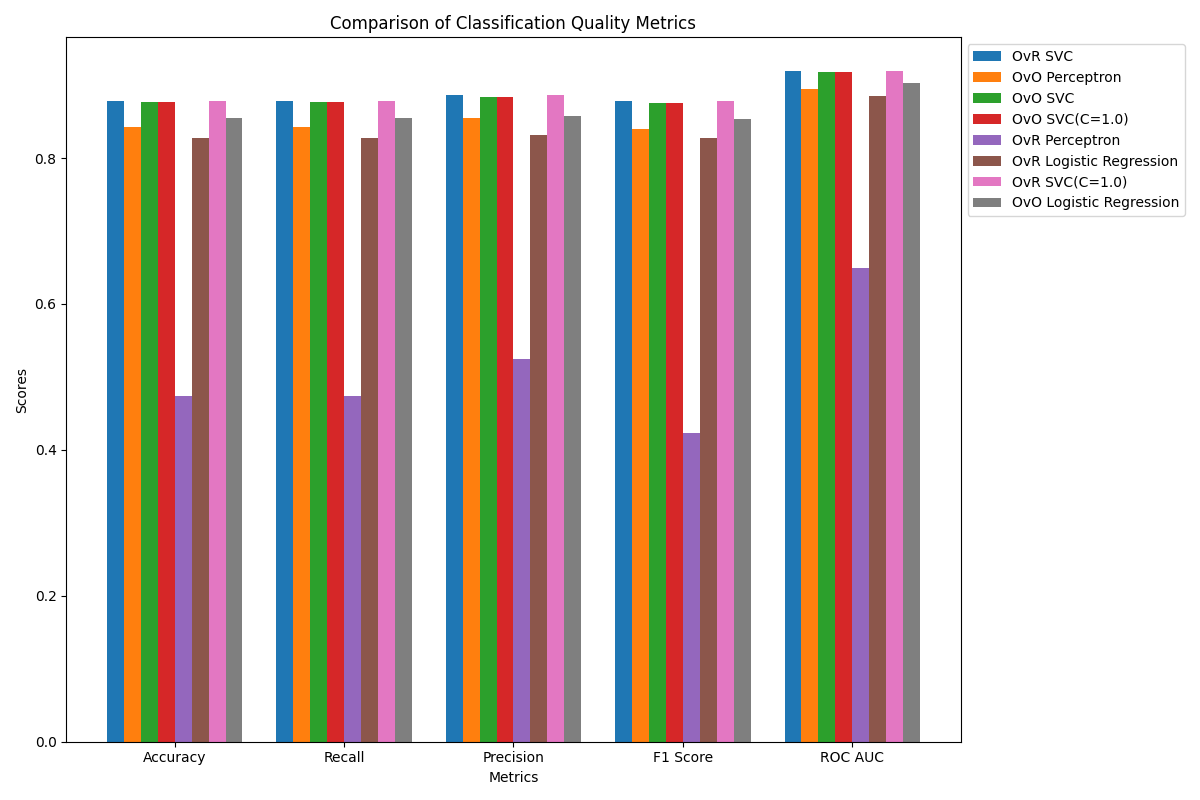 Comparison of Classification Quality Metrics
OvR SVC
OvO Perceptron
OvO SVC
OvO SVC(C=1.0)
OvR Perceptron
OvR Logistic Regression
OvR SVC(C=1.0)
OvO Logistic Regression
Scores
0.8
0.6
0.4
0.2
0.0
Accuracy
Recall
Precision
F1 Score
ROC AUC
Metrics